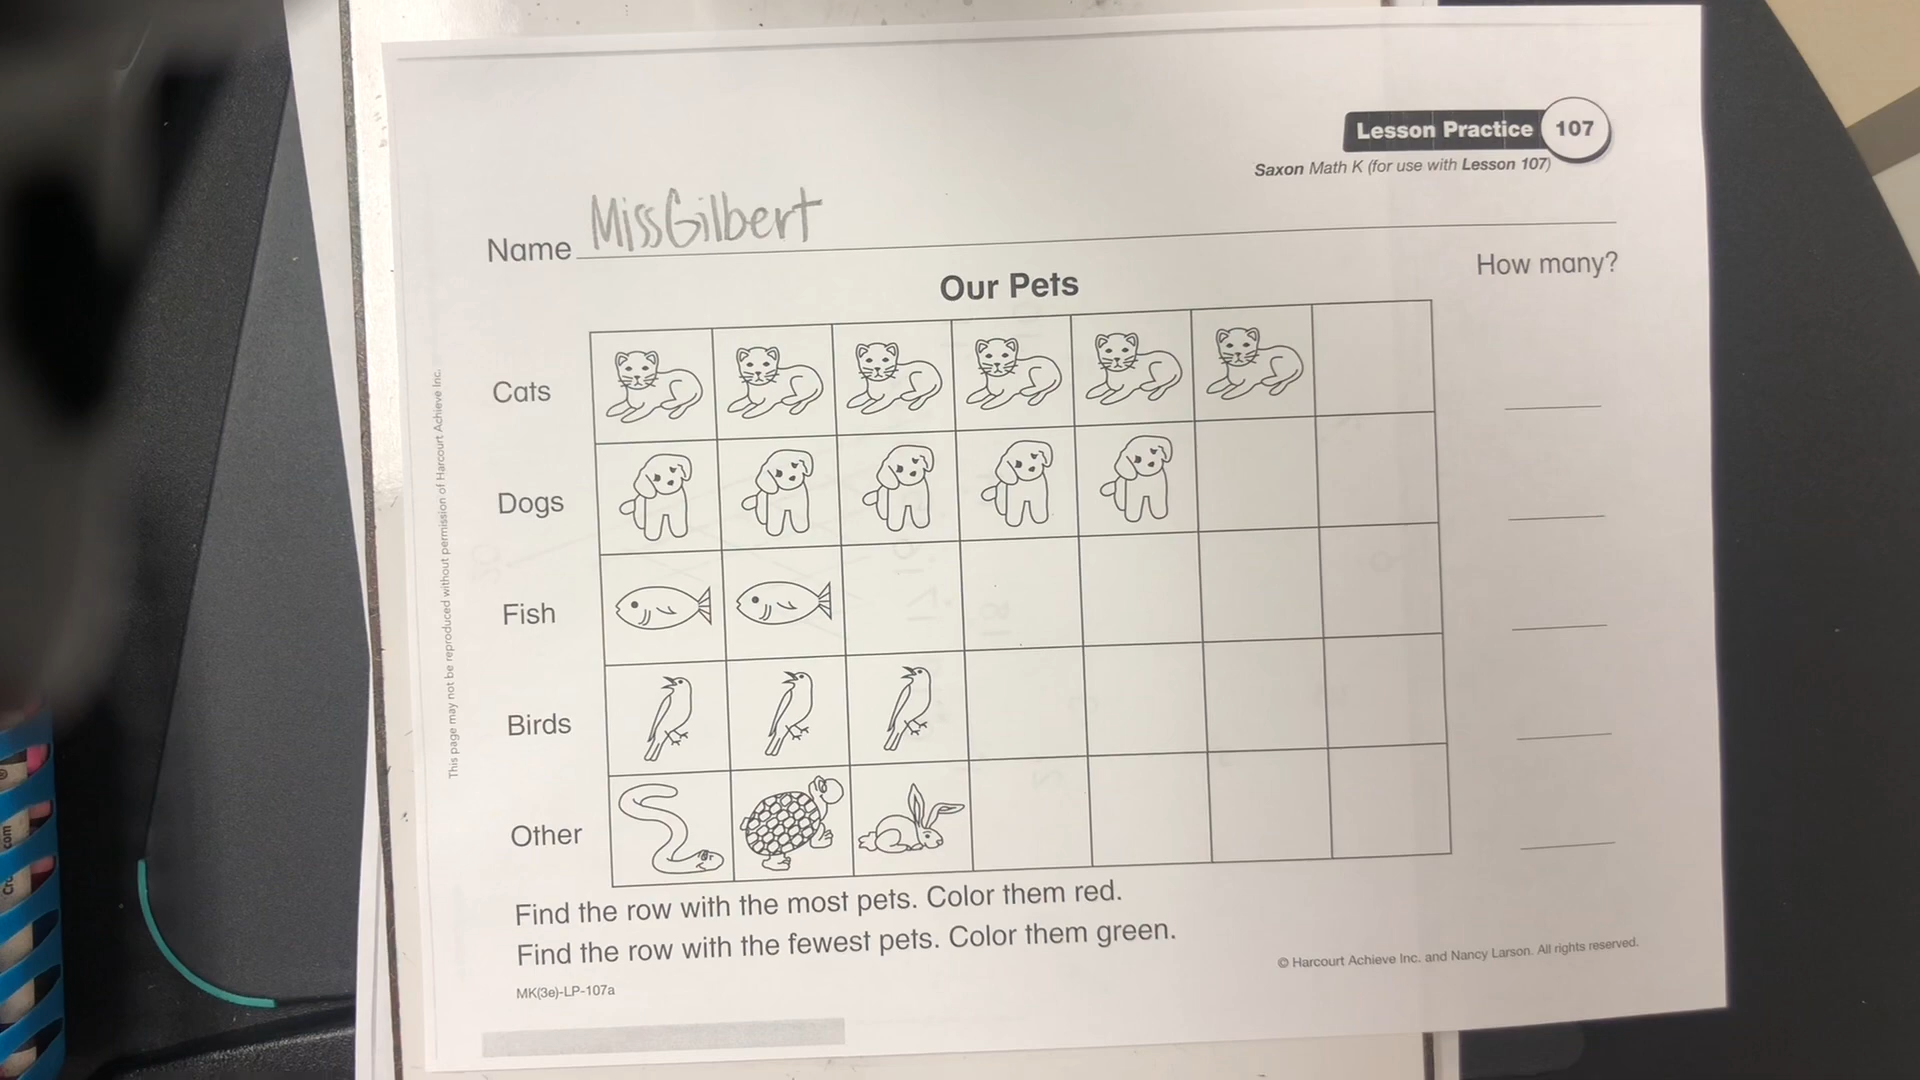 Lesson Practice 107
Saxon Math K (for use with Lesson 107)
Name MissGilbert
Our Pets
How many?
Cats
Dogs
Fish
Birds
Other
Find the row with the most pets. Color them red.
Find the row with the fewest pets. Color them green.
MK(3e)-LP-107a
© Harcourt Achieve Inc. and Nancy Larson. All rights reserved.
This page may not be reproduced without permission of Harcourt Achieve Inc.